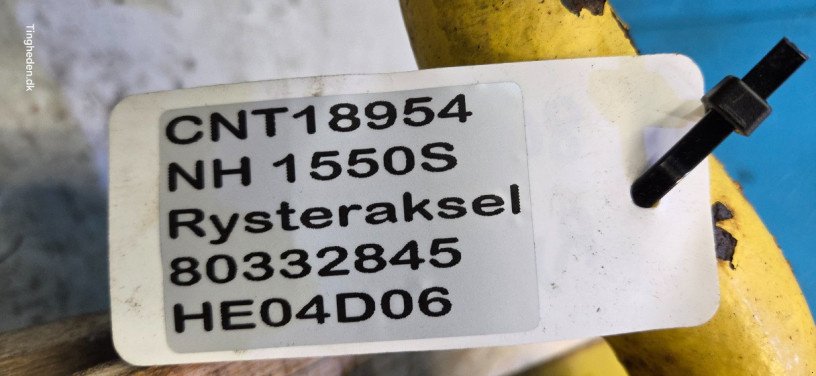 Tingheden.dk
CNT18954
NH 1550S
Rysteraksel
80332845
HE04D06